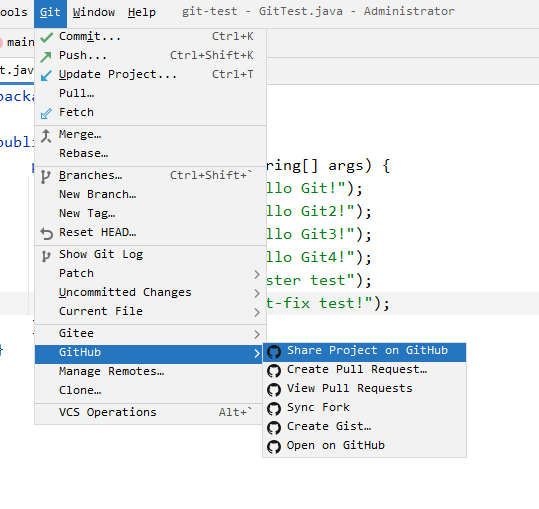 ools Git Window Help git-test - GitTest.java - Administrator
main
t.jav
packa
publi
ring[] args) {
llo Git!");
llo Git2!");
llo Git3!");
llo Git4!");
ster test");
t-fix test!");
}
Commit... Ctrl+K
Push... Ctrl+Shift+K
Update Project... Ctrl+T
Pull…
Fetch
Merge…
Rebase…
Branches… Ctrl+Shift+`
New Branch…
New Tag…
Reset HEAD…
Show Git Log
Patch
Uncommitted Changes
Current File
Gitee
GitHub
Manage Remotes…
Clone…
VCS Operations Alt+`
Share Project on GitHub
Create Pull Request…
View Pull Requests
Sync Fork
Create Gist…
Open on GitHub